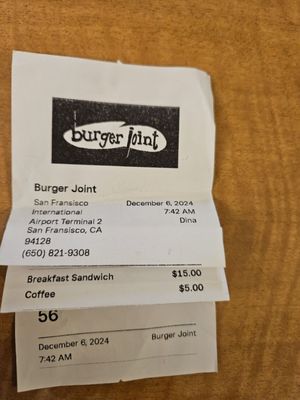 burger joint
Burger Joint
San Fransisco December 6, 2024
International 7:42 AM
Airport Terminal 2 Dina
San Fransisco, CA
94128
(650) 821-9308
Breakfast Sandwich $15.00
Coffee $5.00
56
December 6, 2024 Burger Joint
7:42 AM